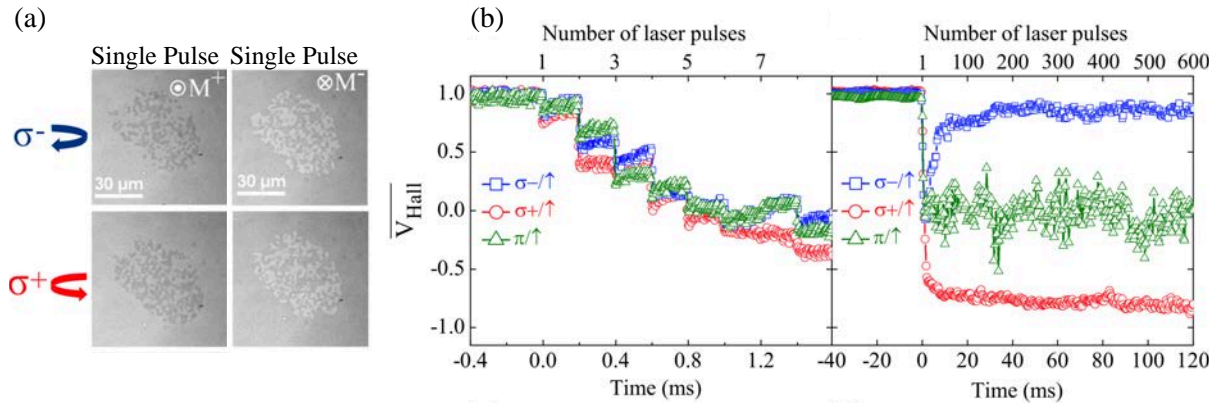 (a)
Single Pulse Single Pulse
⊙M⁺
⊗M⁻
σ-
30 μm
30 μm
σ+
(b)
Number of laser pulses
1 3 5 7
Number of laser pulses
1 100 200 300 400 500 600
V_Hall
1.0
0.5
0.0
-0.5
-1.0
σ-/↑
σ+/↑
π/↑
σ-/↑
σ+/↑
π/↑
-0.4 0.0 0.4 0.8 1.2 -40 -20 0 20 40 60 80 100 120
Time (ms)
Time (ms)